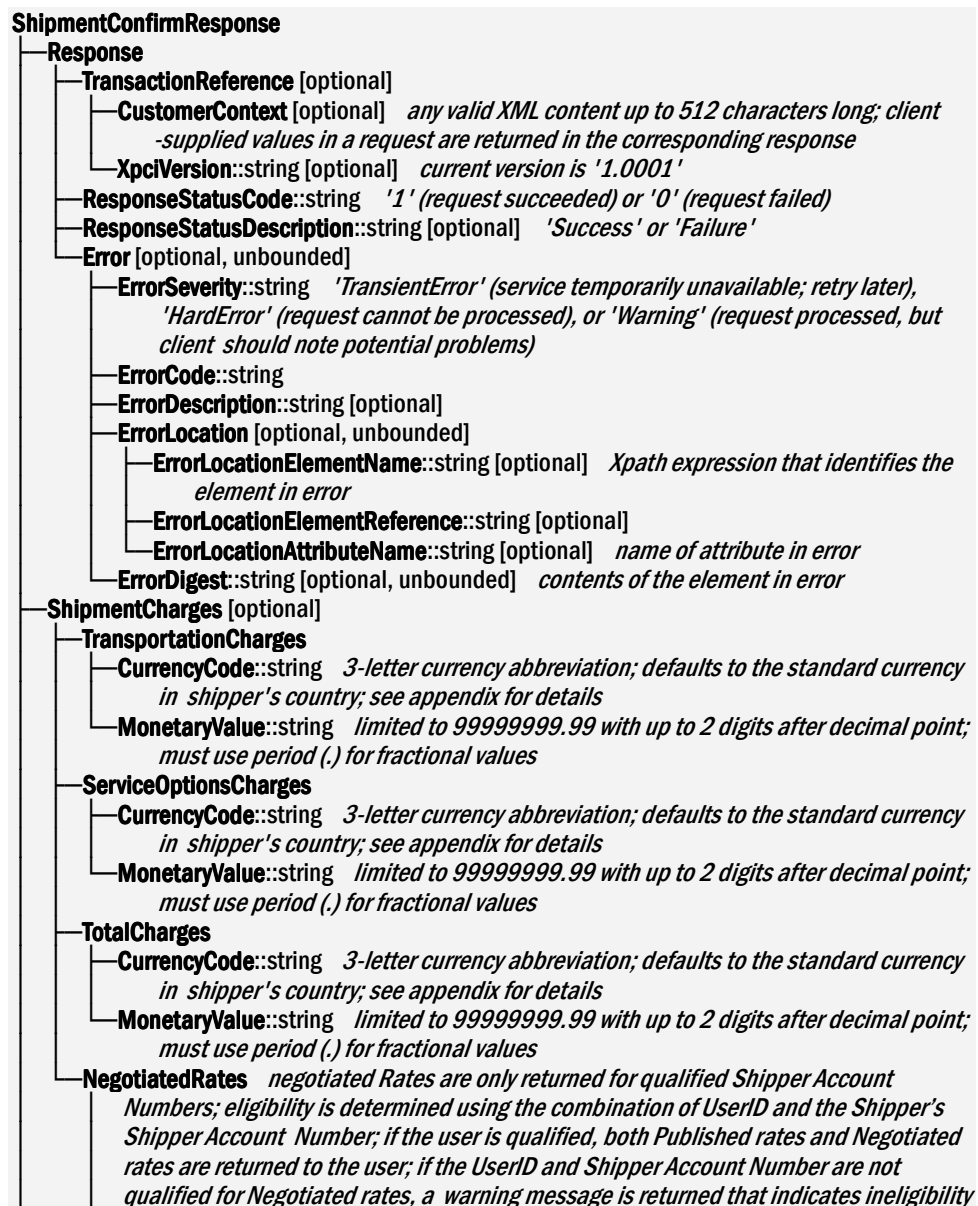 ShipmentConfirmResponse
Response
TransactionReference [optional]
CustomerContext [optional] any valid XML content up to 512 characters long; client
-supplied values in a request are returned in the corresponding response
XpciVersion::string [optional] current version is '1.0001'
ResponseStatusCode::string '1' (request succeeded) or '0' (request failed)
ResponseStatusDescription::string [optional] 'Success' or 'Failure'
Error [optional, unbounded]
ErrorSeverity::string 'TransientError' (service temporarily unavailable; retry later),
'HardError' (request cannot be processed), or 'Warning' (request processed, but
client should note potential problems)
ErrorCode::string
ErrorDescription::string [optional]
ErrorLocation [optional, unbounded]
ErrorLocationElementName::string [optional] Xpath expression that identifies the
element in error
ErrorLocationElementReference::string [optional]
ErrorLocationAttributeName::string [optional] name of attribute in error
ErrorDigest::string [optional, unbounded] contents of the element in error
ShipmentCharges [optional]
TransportationCharges
CurrencyCode::string 3-letter currency abbreviation; defaults to the standard currency
in shipper's country; see appendix for details
MonetaryValue::string limited to 99999999.99 with up to 2 digits after decimal point;
must use period (.) for fractional values
ServiceOptionsCharges
CurrencyCode::string 3-letter currency abbreviation; defaults to the standard currency
in shipper's country; see appendix for details
MonetaryValue::string limited to 99999999.99 with up to 2 digits after decimal point;
must use period (.) for fractional values
TotalCharges
CurrencyCode::string 3-letter currency abbreviation; defaults to the standard currency
in shipper's country; see appendix for details
MonetaryValue::string limited to 99999999.99 with up to 2 digits after decimal point;
must use period (.) for fractional values
NegotiatedRates negotiated Rates are only returned for qualified Shipper Account
Numbers; eligibility is determined using the combination of UserID and the Shipper's
Shipper Account Number; if the user is qualified, both Published rates and Negotiated
rates are returned to the user; if the UserID and Shipper Account Number are not
qualified for Negotiated rates, a warning message is returned that indicates ineligibility